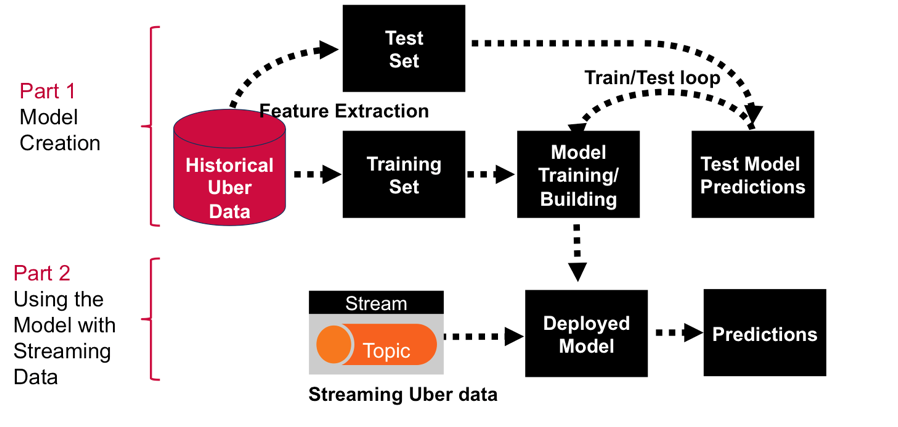 Part 1
Model
Creation
Test
Set
Train/Test loop
Feature Extraction
Historical
Uber
Data
Training
Set
Model
Training/
Building
Test Model
Predictions
Part 2
Using the
Model with
Streaming
Data
Stream
Topic
Streaming Uber data
Deployed
Model
Predictions